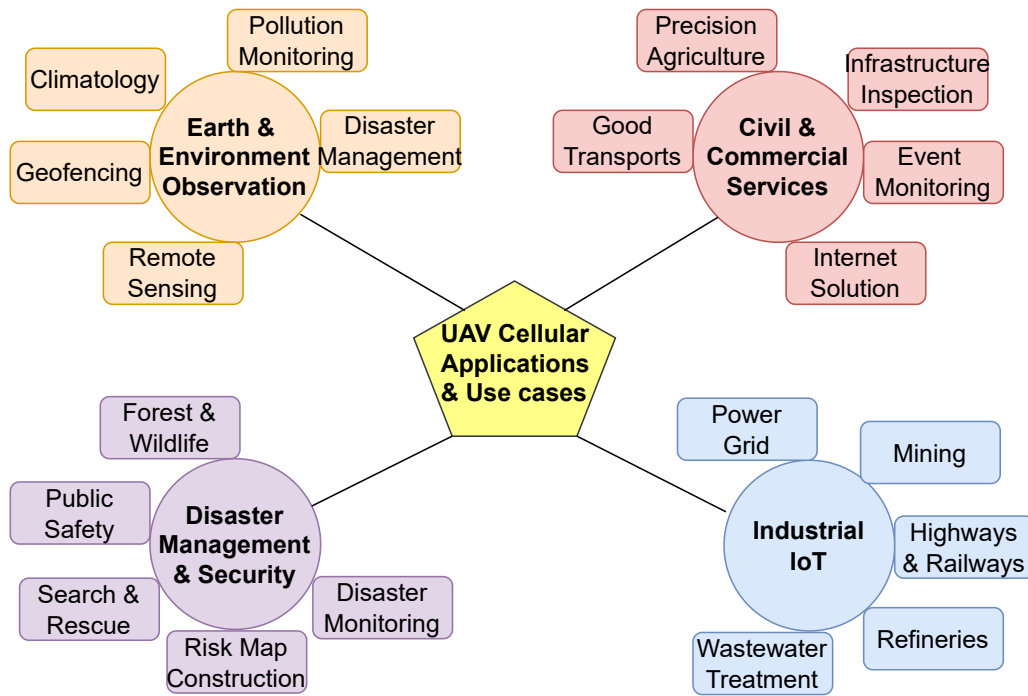 Pollution
Monitoring
Climatology
Earth &
Environment
Observation
Disaster
Management
Geofencing
Remote
Sensing
Precision
Agriculture
Infrastructure
Inspection
Good
Transports
Civil &
Commercial
Services
Event
Monitoring
Internet
Solution
UAV Cellular
Applications
& Use cases
Forest &
Wildlife
Public
Safety
Disaster
Management
& Security
Search &
Rescue
Disaster
Monitoring
Risk Map
Construction
Power
Grid
Mining
Industrial
IoT
Highways
& Railways
Refineries
Wastewater
Treatment